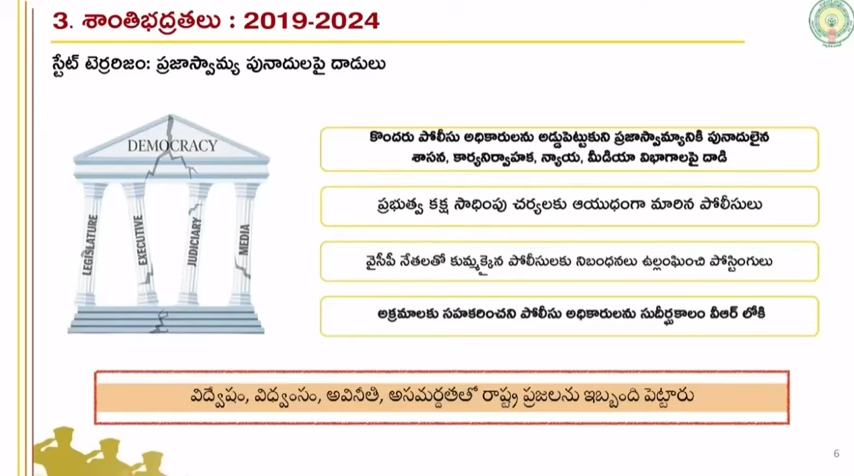 3. శాంతిభద్రతలు : 2019-2024
స్టేట్ టెర్రరిజం: ప్రజాస్వామ్య పునాదులపై దాడులు
DEMOCRACY
LEGISLATURE
EXECUTIVE
JUDICIARY
MEDIA
కొందరు పోలీసు అధికారులను అడ్డుపెట్టుకుని ప్రజాస్వామ్యానికి పునాదులైన
శాసన, కార్యనిర్వాహక, న్యాయ, మీడియా విభాగాలపై దాడి
ప్రభుత్వ కక్ష సాధింపు చర్యలకు ఆయుధంగా మారిన పోలీసులు
వైసీపీ నేతలతో కుమ్మక్కైన పోలీసులకు నిబంధనలు ఉల్లంఘించి పోస్టింగులు
అక్రమాలకు సహకరించని పోలీసు అధికారులను సుదీర్ఘకాలం వీఆర్ లోకి
విద్వేషం, విధ్వంసం, అవినీతి, అసమర్థతతో రాష్ట్ర ప్రజలను ఇబ్బంది పెట్టారు
6